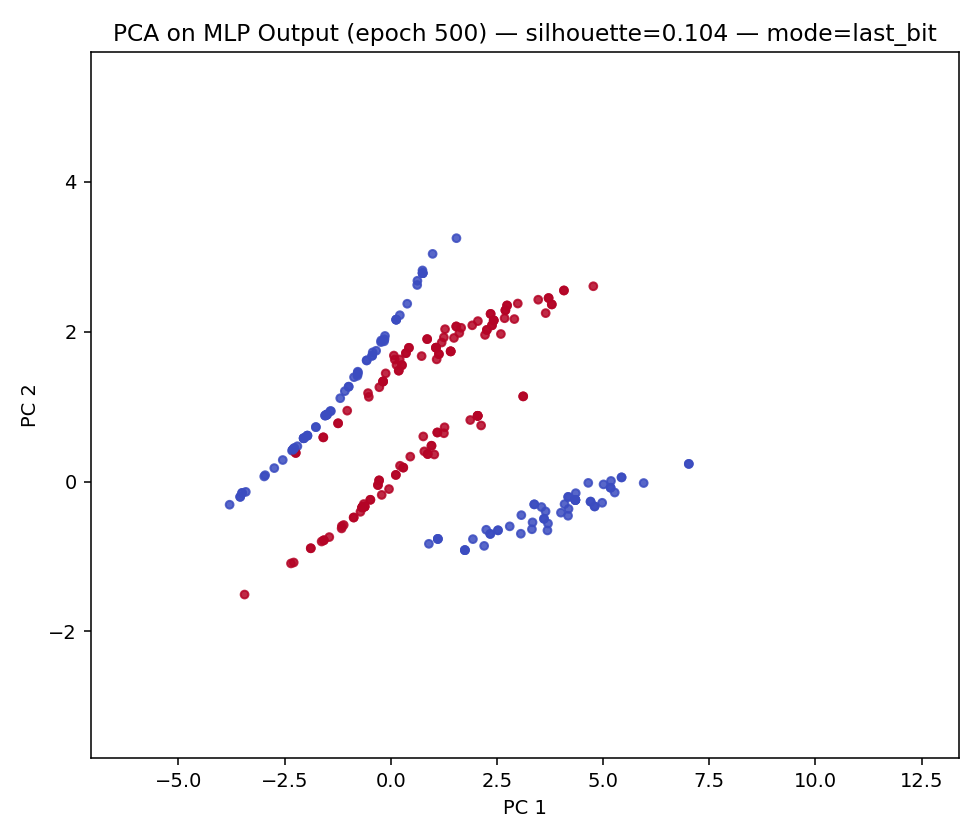 PCA on MLP Output (epoch 500) — silhouette=0.104 — mode=last_bit
4
2
0
−2
PC 2
−5.0 −2.5 0.0 2.5 5.0 7.5 10.0 12.5
PC 1